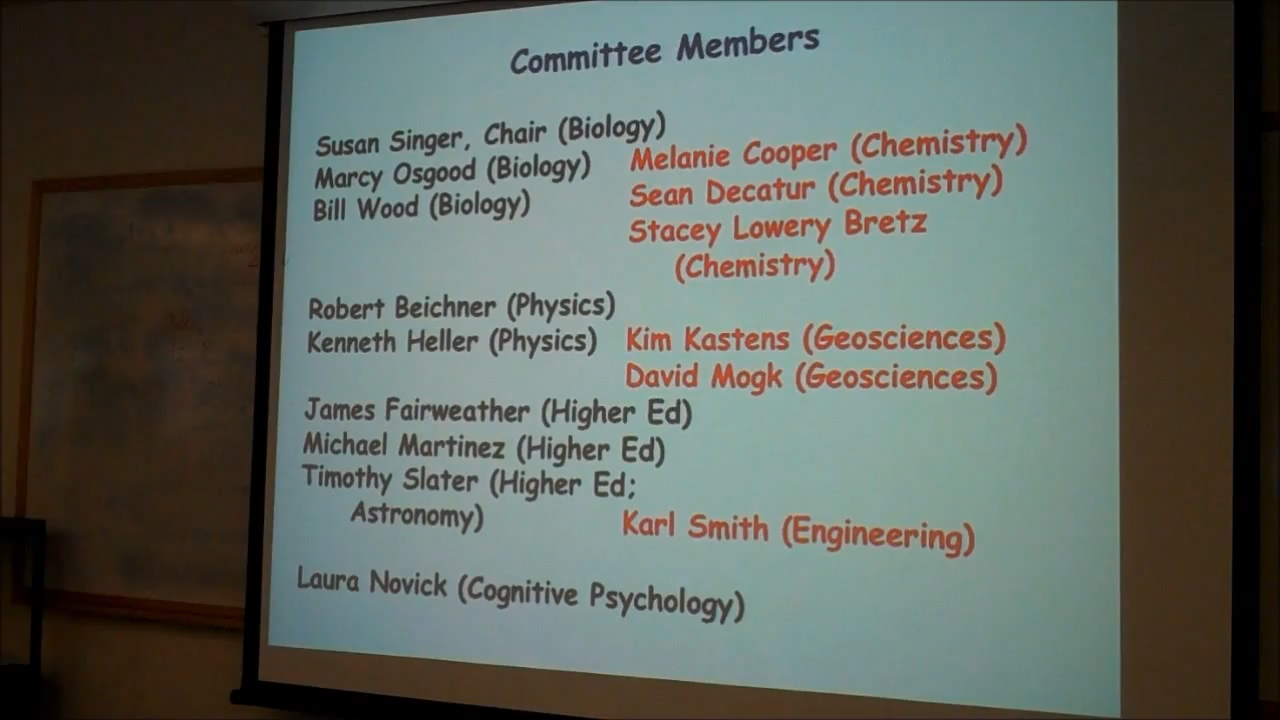 Committee Members
Susan Singer, Chair (Biology)
Marcy Osgood (Biology)
Bill Wood (Biology)
Melanie Cooper (Chemistry)
Sean Decatur (Chemistry)
Stacey Lowery Bretz
(Chemistry)
Robert Beichner (Physics)
Kenneth Heller (Physics)
Kim Kastens (Geosciences)
David Mogk (Geosciences)
James Fairweather (Higher Ed)
Michael Martinez (Higher Ed)
Timothy Slater (Higher Ed;
Astronomy)
Karl Smith (Engineering)
Laura Novick (Cognitive Psychology)